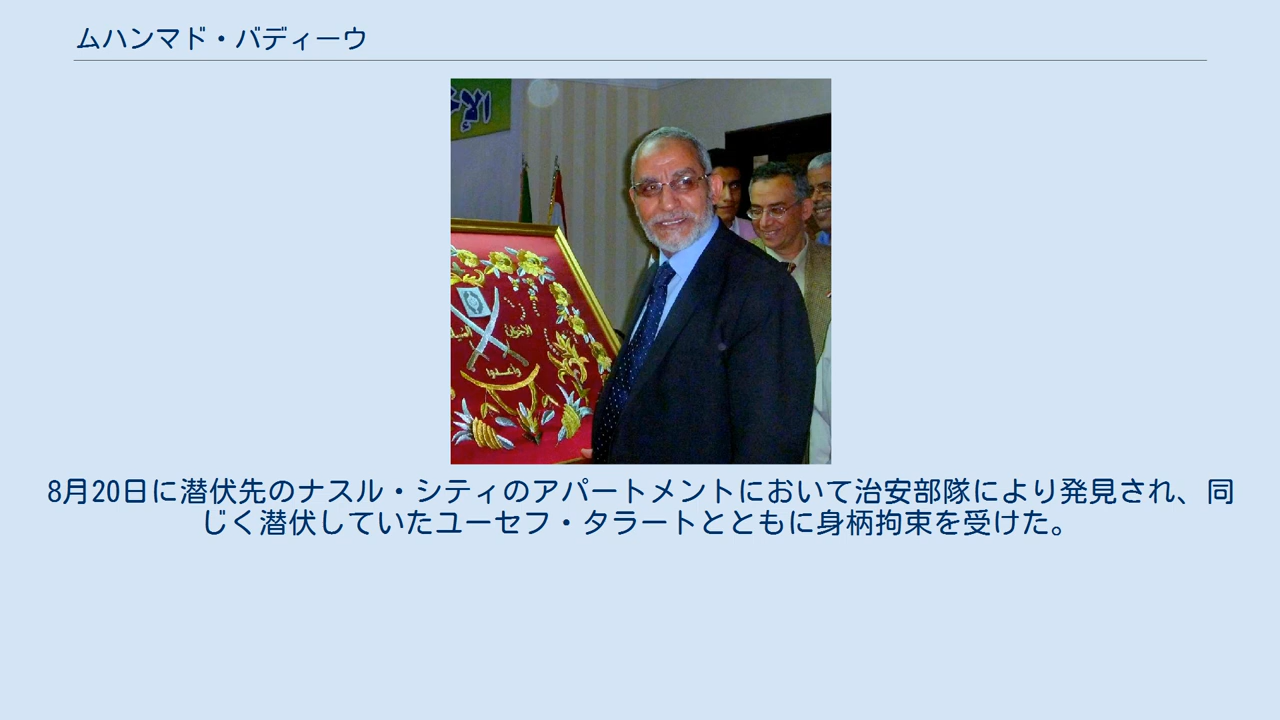 ムハンマド・バディーウ
الإخ
8月20日に潜伏先のナスル・シティのアパートメントにおいて治安部隊により発見され、同
じく潜伏していたユーセフ・タラートとともに身柄拘束を受けた。